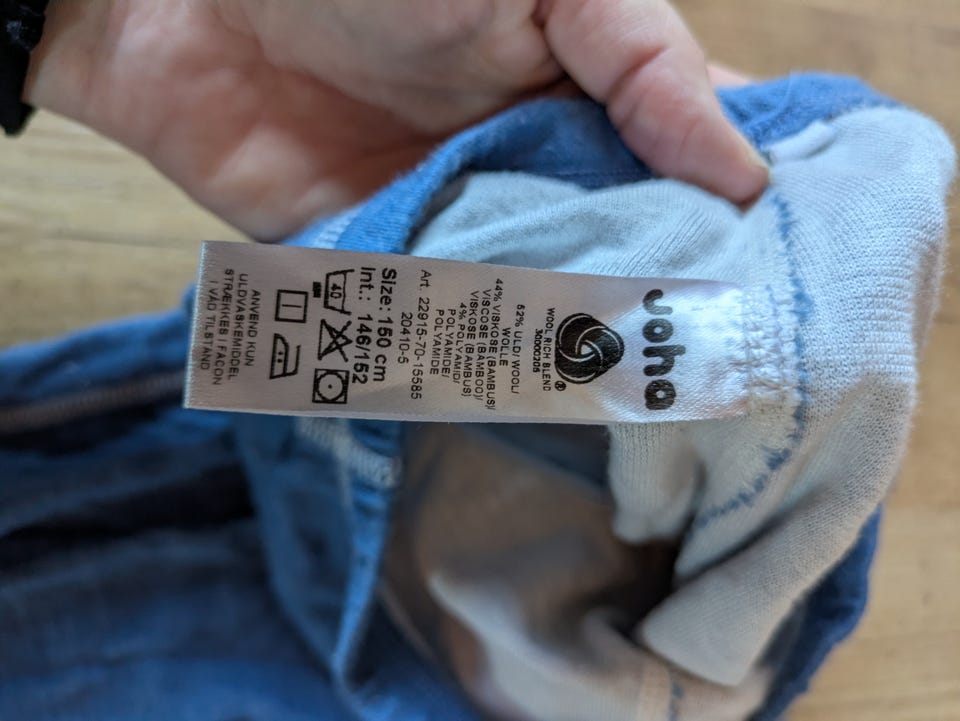 joha
WOOL RICH BLEND
30000205
52% ULD/WOOL/
WOLLE
44% VISKOSE (BAMBUS)/
VISCOSE (BAMBOO)/
VISKOSE (BAMBUS)
4% POLYAMID/
POLYAMIDE/
POLYAMIDE
Art. 22915-70-15585
20410-5
Size: 150 cm
Int.: 146/152
40
ANVEND KUN
ULDVASKEMIDDEL
STRÆKKES I FACON
I VÅD TILSTAND